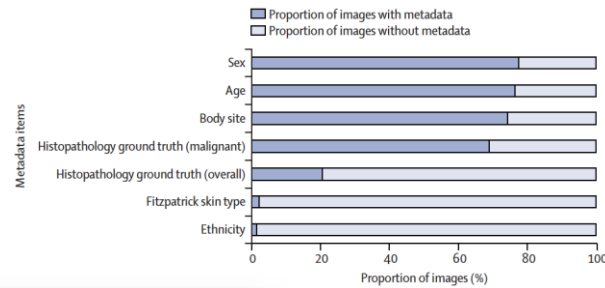 Proportion of images with metadata
Proportion of images without metadata
Metadata items
Sex
Age
Body site
Histopathology ground truth (malignant)
Histopathology ground truth (overall)
Fitzpatrick skin type
Ethnicity
0 20 40 60 80 100
Proportion of images (%)